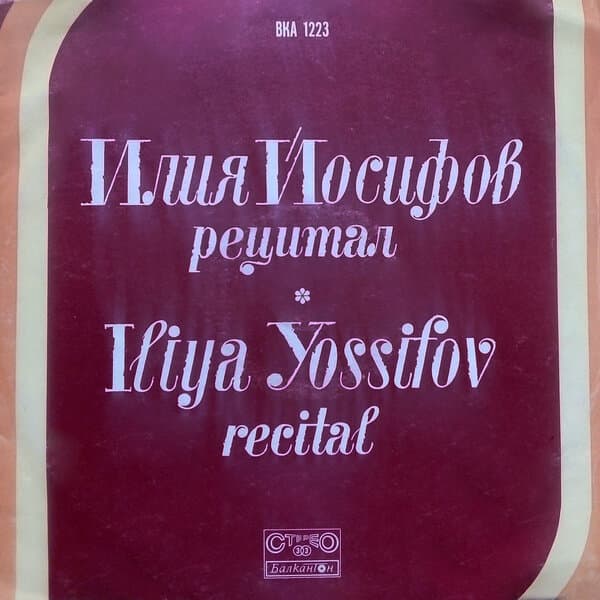 ВКА 1223
Илия Йосифов
рецитал
Iliya Yossifov
recital
СТЕРЕО
33
Балкантон